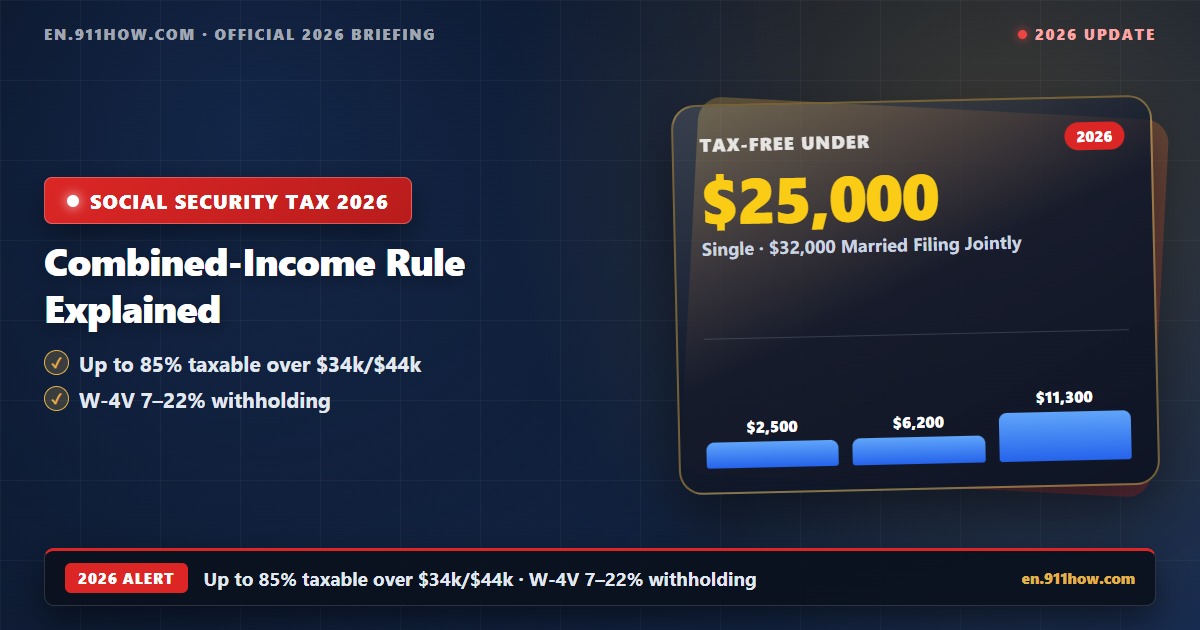 EN.911HOW.COM · OFFICIAL 2026 BRIEFING
2026 UPDATE
SOCIAL SECURITY TAX 2026
Combined-Income Rule
Explained
✓ Up to 85% taxable over $34k/$44k
✓ W-4V 7–22% withholding
TAX-FREE UNDER
2026
$25,000
Single · $32,000 Married Filing Jointly
$2,500
$6,200
$11,300
2026 ALERT
Up to 85% taxable over $34k/$44k · W-4V 7–22% withholding
en.911how.com